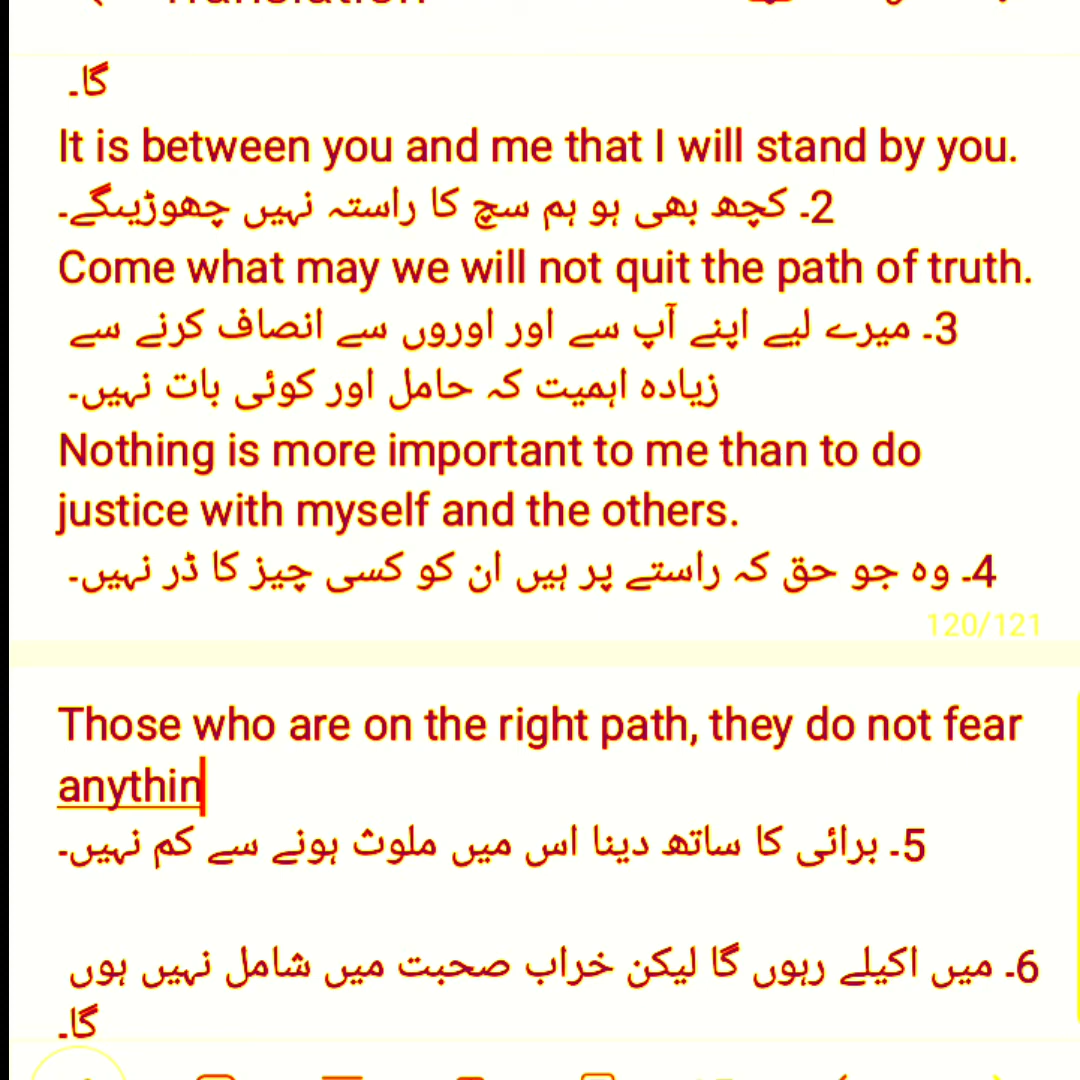 گا۔
It is between you and me that I will stand by you.
2۔ کچھ بھی ہو ہم سچ کا راستہ نہیں چھوڑیںگے۔
Come what may we will not quit the path of truth.
3۔ میرے لیے اپنے آپ سے اور اوروں سے انصاف کرنے سے
زیادہ اہمیت کہ حامل اور کوئی بات نہیں۔
Nothing is more important to me than to do
justice with myself and the others.
4۔ وہ جو حق کہ راستے پر ہیں ان کو کسی چیز کا ڈر نہیں۔
120/121
Those who are on the right path, they do not fear
anythin
5۔ برائی کا ساتھ دینا اس میں ملوث ہونے سے کم نہیں۔
6۔ میں اکیلے رہوں گا لیکن خراب صحبت میں شامل نہیں ہوں
گا۔